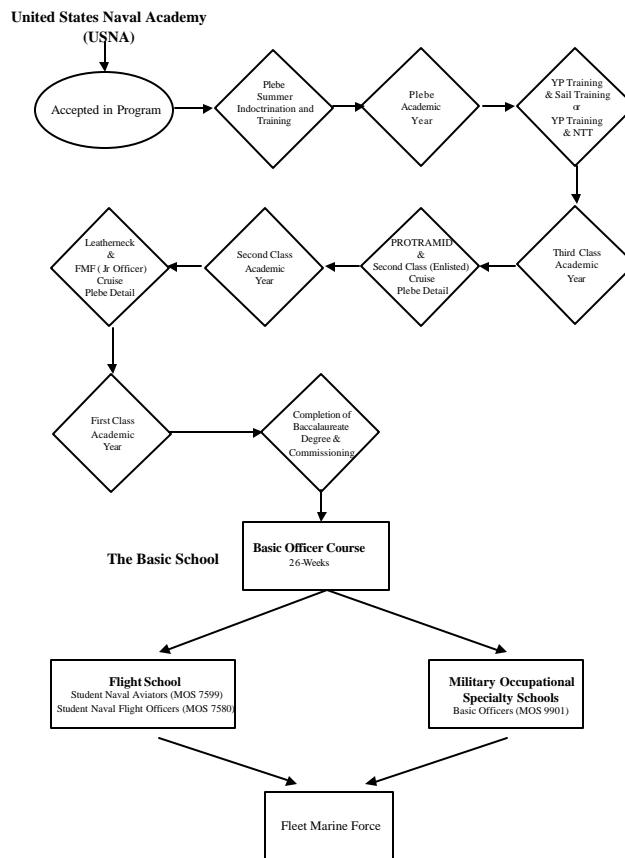 United States Naval Academy
(USNA)
Accepted in Program
Plebe
Summer
Indoctrination and
Training
Plebe
Academic
Year
YP Training
& Sail Training
or
YP Training
& NTT
Third Class
Academic
Year
PROTRAMID
&
Second Class (Enlisted)
Cruise
Plebe Detail
Second Class
Academic
Year
Leatherneck
&
FMF ( Jr Officer)
Cruise
Plebe Detail
First Class
Academic
Year
Completion of
Baccalaureate
Degree &
Commissioning
The Basic School
Basic Officer Course
26-Weeks
Flight School
Student Naval Aviators (MOS 7599)
Student Naval Flight Officers (MOS 7580)
Military Occupational
Specialty Schools
Basic Officers (MOS 9901)
Fleet Marine Force